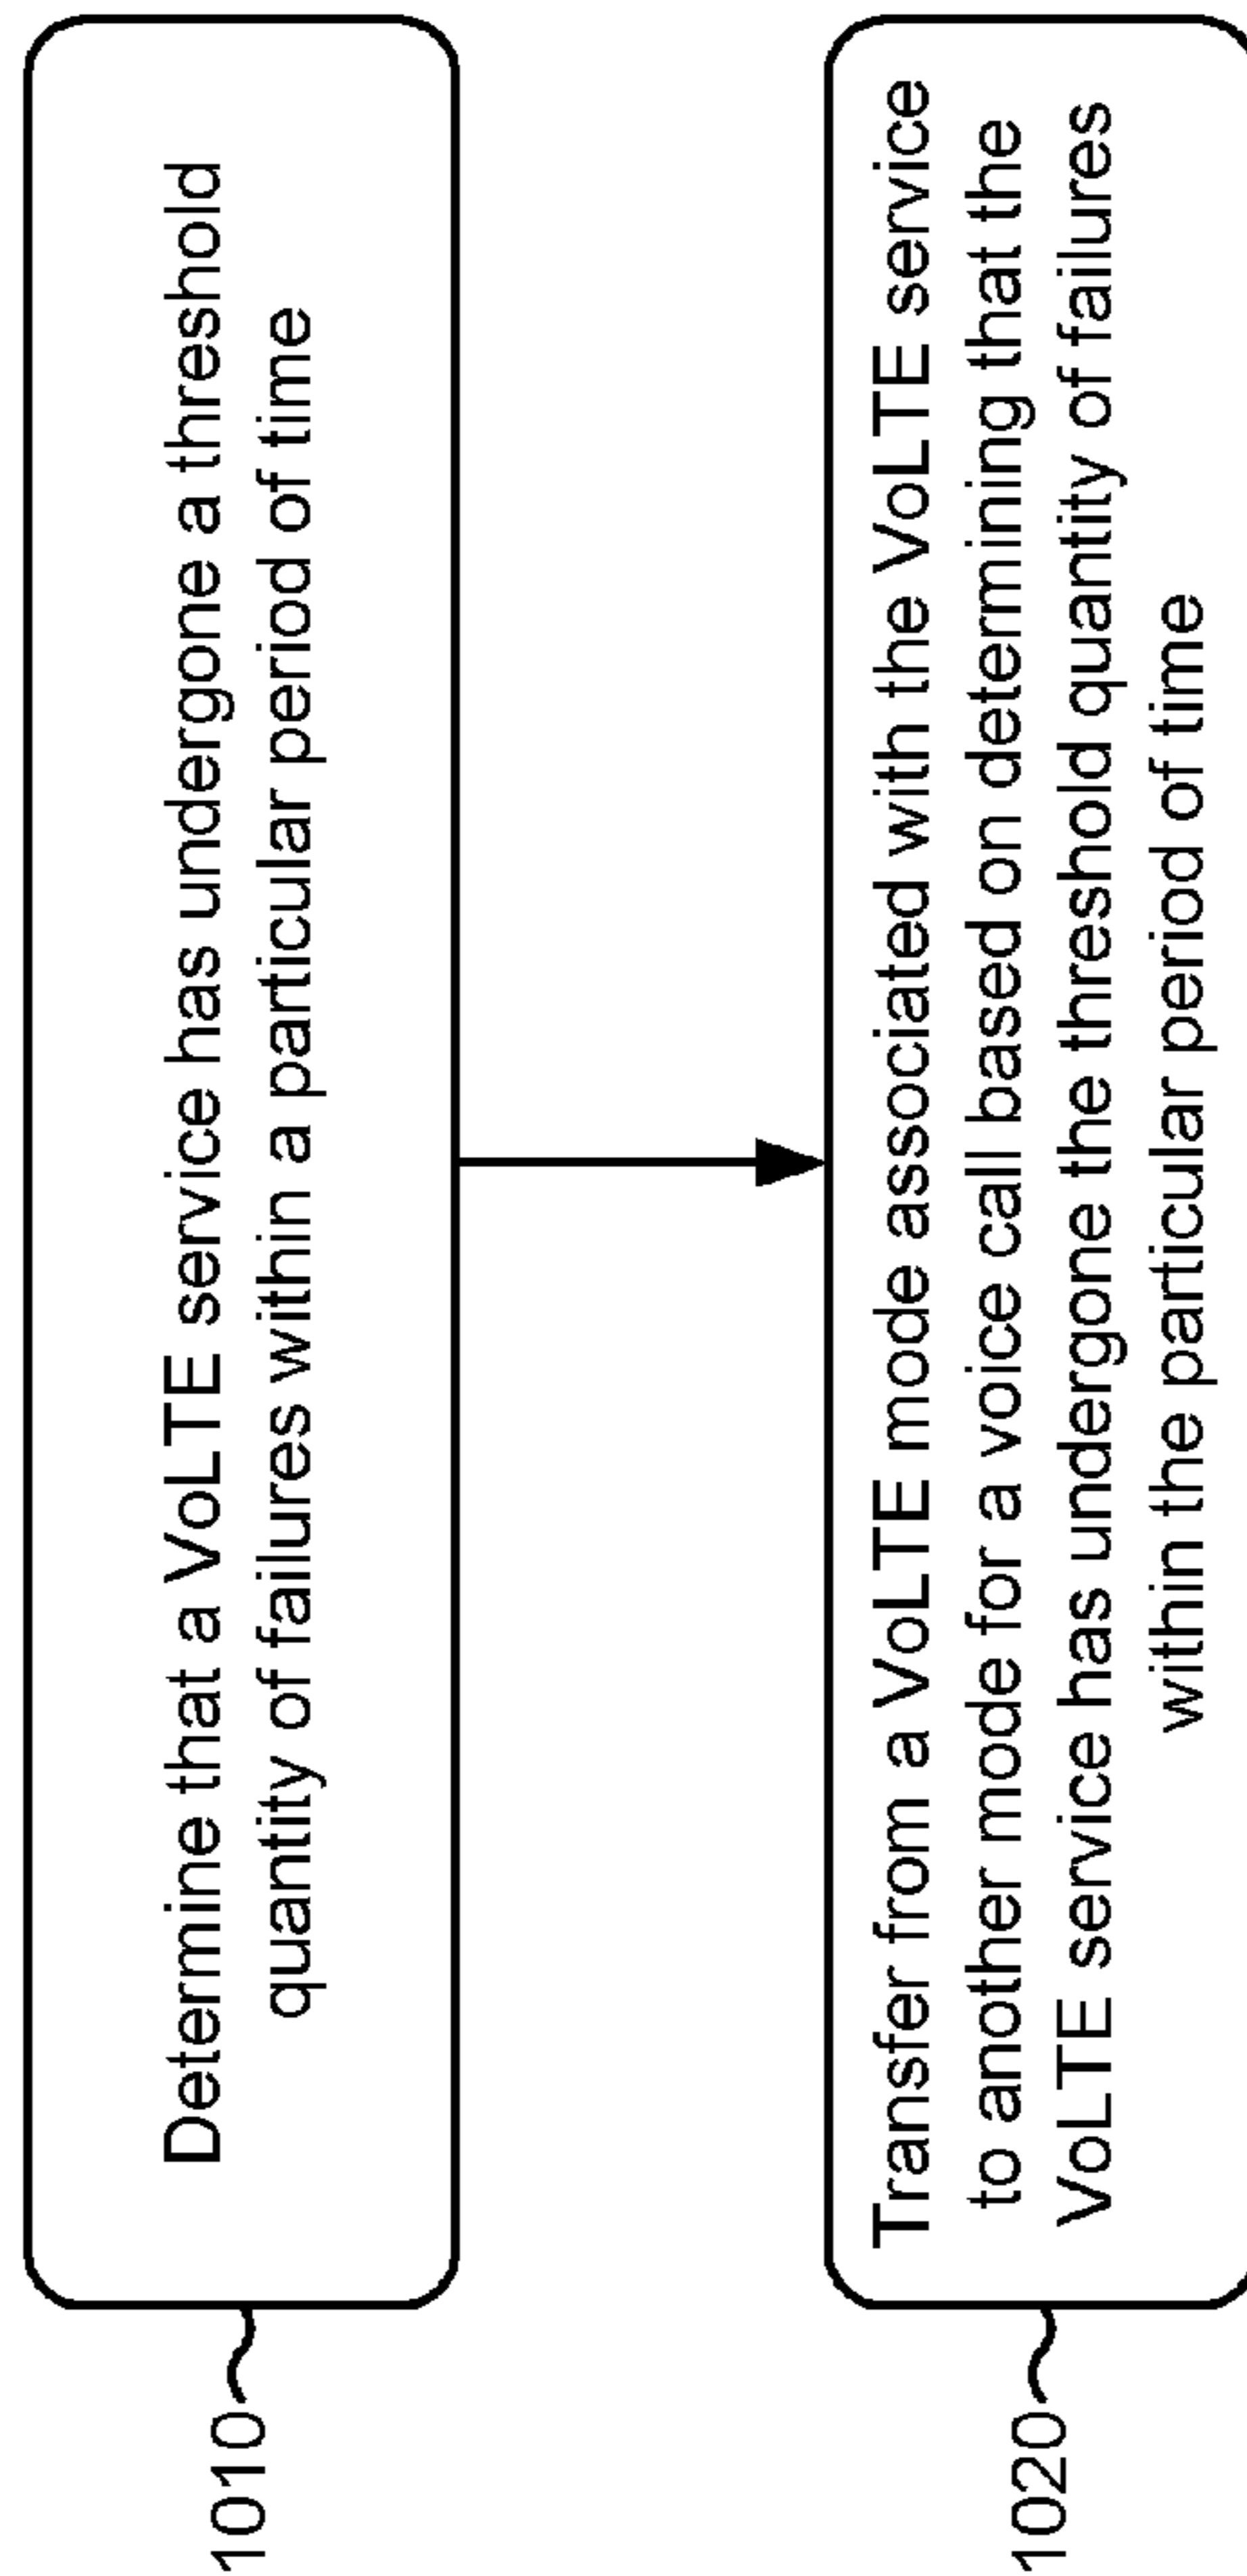 1010
Determine that a VoLTE service has undergone a threshold
quantity of failures within a particular period of time
1020
Transfer from a VoLTE mode associated with the VoLTE service
to another mode for a voice call based on determining that the
VoLTE service has undergone the threshold quantity of failures
within the particular period of time